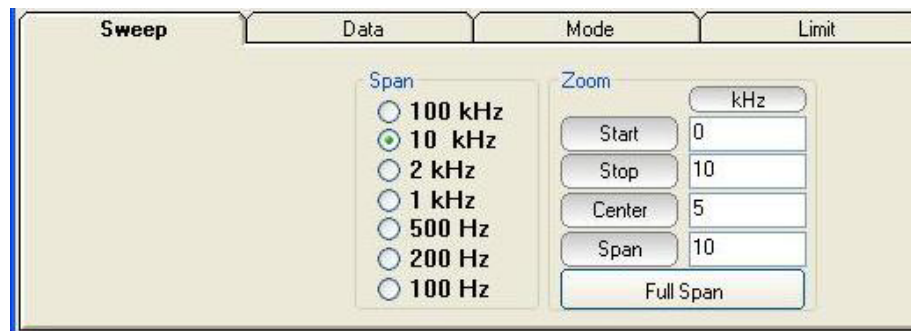 Sweep Data Mode Limit
Span
100 kHz
10 kHz
2 kHz
1 kHz
500 Hz
200 Hz
100 Hz
Zoom
kHz
Start 0
Stop 10
Center 5
Span 10
Full Span